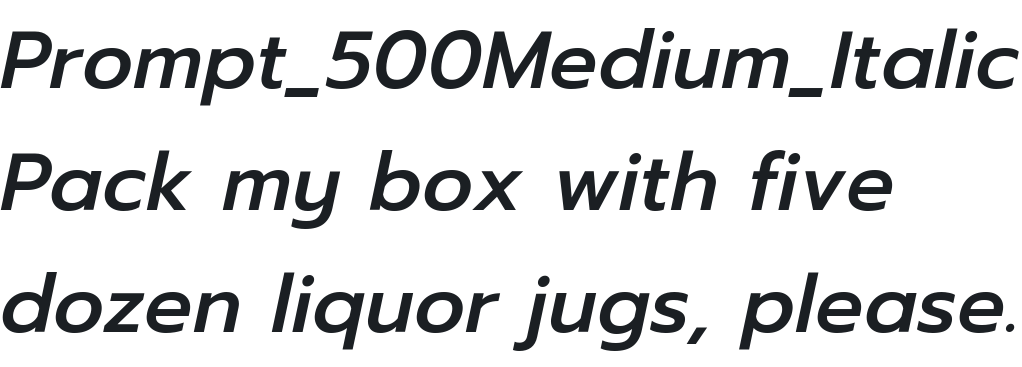 Prompt_500Medium_Italic
Pack my box with five
dozen liquor jugs, please.